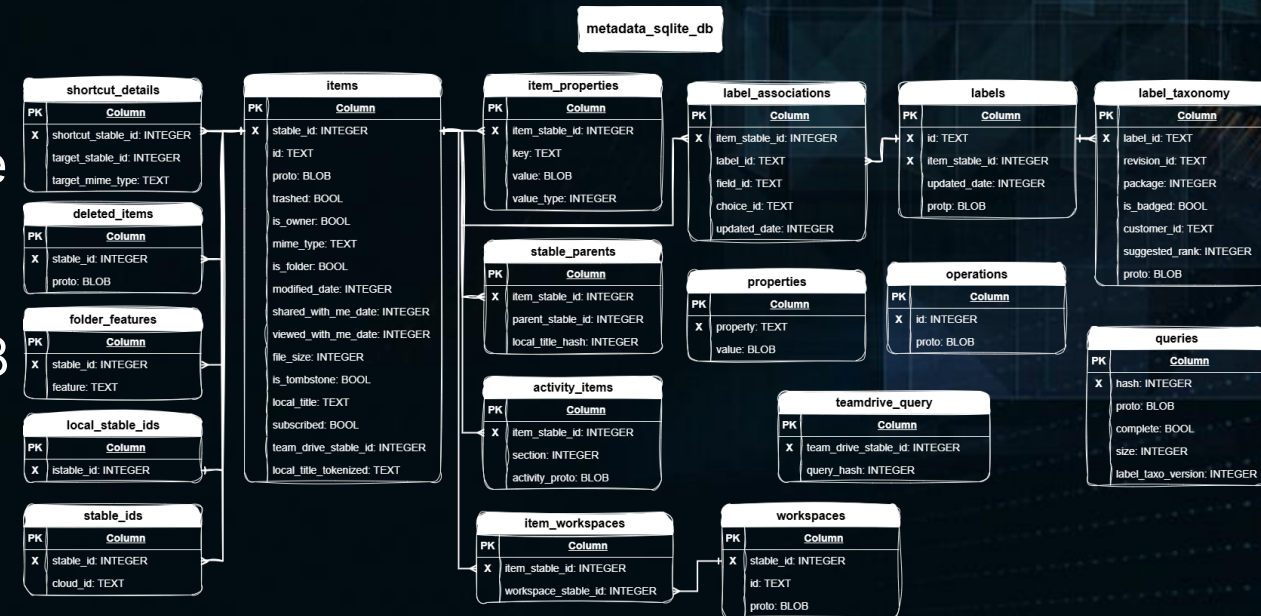 metadata_sqlite_db
shortcut_details
PK Column
X shortcut_stable_id: INTEGER
target_stable_id: INTEGER
target_mime_type: TEXT
deleted_items
PK Column
X stable_id: INTEGER
proto: BLOB
folder_features
PK Column
X stable_id: INTEGER
feature: TEXT
local_stable_ids
PK Column
X istable_id: INTEGER
stable_ids
PK Column
X stable_id: INTEGER
cloud_id: TEXT
items
PK Column
X stable_id: INTEGER
id: TEXT
proto: BLOB
trashed: BOOL
is_owner: BOOL
mime_type: TEXT
is_folder: BOOL
modified_date: INTEGER
shared_with_me_date: INTEGER
viewed_with_me_date: INTEGER
file_size: INTEGER
is_tombstone: BOOL
local_title: TEXT
subscribed: BOOL
team_drive_stable_id: INTEGER
local_title_tokenized: TEXT
item_properties
PK Column
X item_stable_id: INTEGER
key: TEXT
value: BLOB
value_type: INTEGER
stable_parents
PK Column
X item_stable_id: INTEGER
parent_stable_id: INTEGER
local_title_hash: INTEGER
activity_items
PK Column
X item_stable_id: INTEGER
section: INTEGER
activity_proto: BLOB
item_workspaces
PK Column
X item_stable_id: INTEGER
workspace_stable_id: INTEGER
label_associations
PK Column
X item_stable_id: INTEGER
label_id: TEXT
field_id: TEXT
choice_id: TEXT
updated_date: INTEGER
properties
PK Column
X property: TEXT
value: BLOB
teamdrive_query
PK Column
X team_drive_stable_id: INTEGER
query_hash: INTEGER
workspaces
PK Column
X stable_id: INTEGER
id: TEXT
proto: BLOB
labels
PK Column
X id: TEXT
X item_stable_id: INTEGER
updated_date: INTEGER
protp: BLOB
operations
PK Column
X id: INTEGER
proto: BLOB
label_taxonomy
PK Column
X label_id: TEXT
revision_id: TEXT
package: INTEGER
is_badged: BOOL
customer_id: TEXT
suggested_rank: INTEGER
proto: BLOB
queries
PK Column
X hash: INTEGER
proto: BLOB
complete: BOOL
size: INTEGER
label_taxo_version: INTEGER